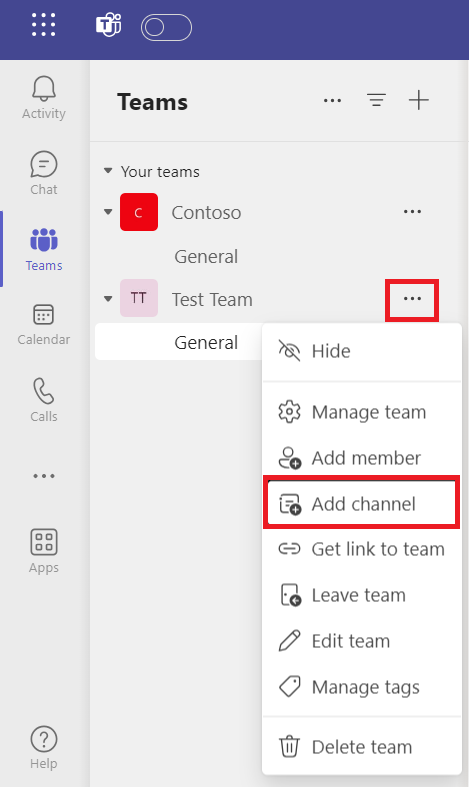 Teams
Activity
Chat
Teams
Calendar
Calls
Apps
Help
Your teams
C
Contoso
General
TT
Test Team
General
Hide
Manage team
Add member
Add channel
Get link to team
Leave team
Edit team
Manage tags
Delete team